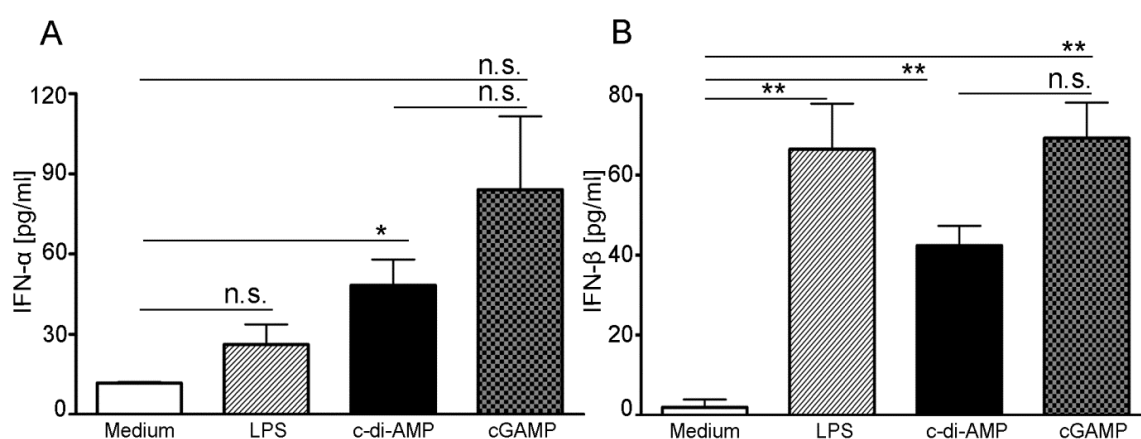 A
n.s.
n.s.
120
90
60
30
0
IFN-α [pg/ml]
*
n.s.
Medium LPS c-di-AMP cGAMP
B
**
**
n.s.
**
80
60
40
20
0
IFN-β [pg/ml]
Medium LPS c-di-AMP cGAMP